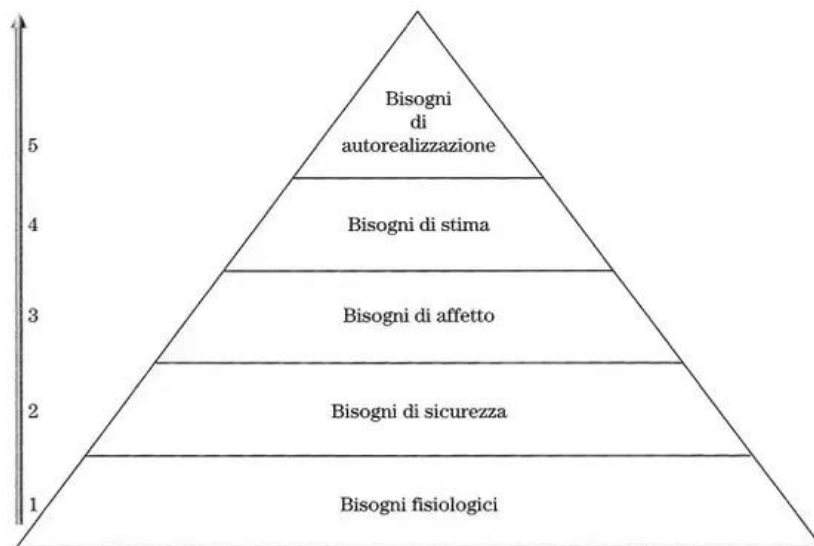 Bisogni
di
autorealizzazione
5
Bisogni di stima
4
Bisogni di affetto
3
Bisogni di sicurezza
2
Bisogni fisiologici
1